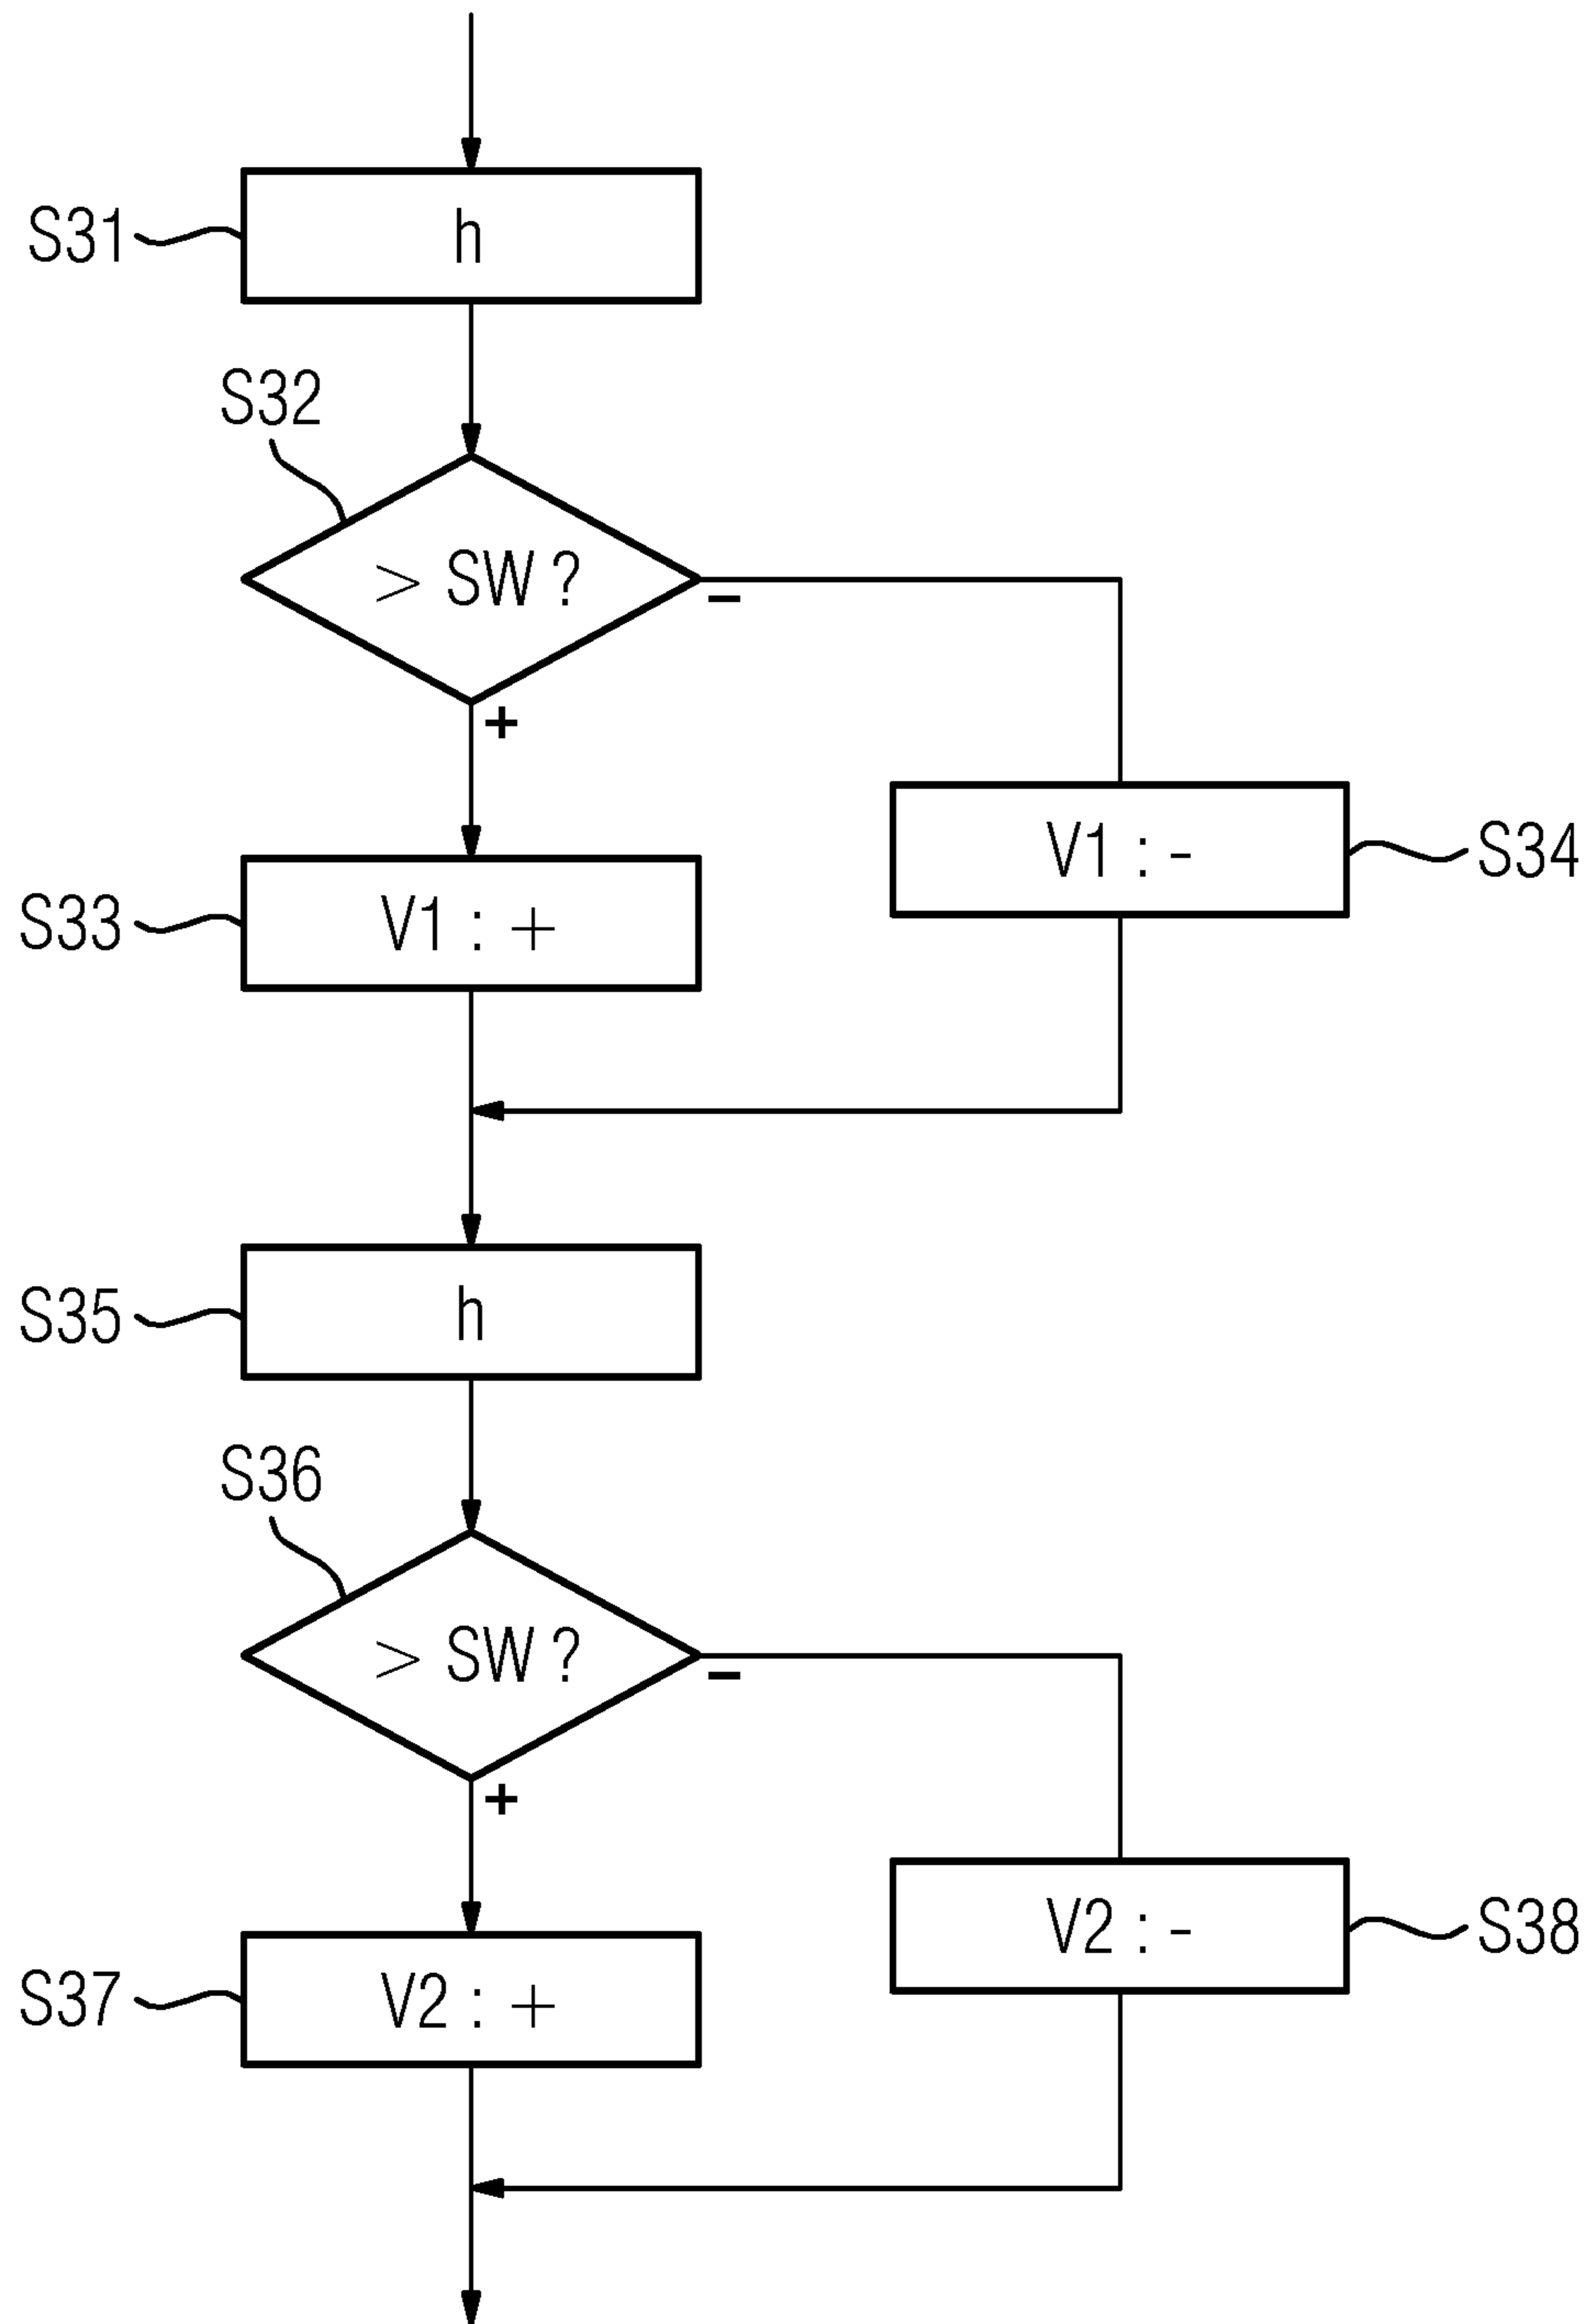 S31
h
S32
> SW ?
-
+
V1 : -
S34
S33
V1 : +
S35
h
S36
> SW ?
-
+
V2 : -
S38
S37
V2 : +